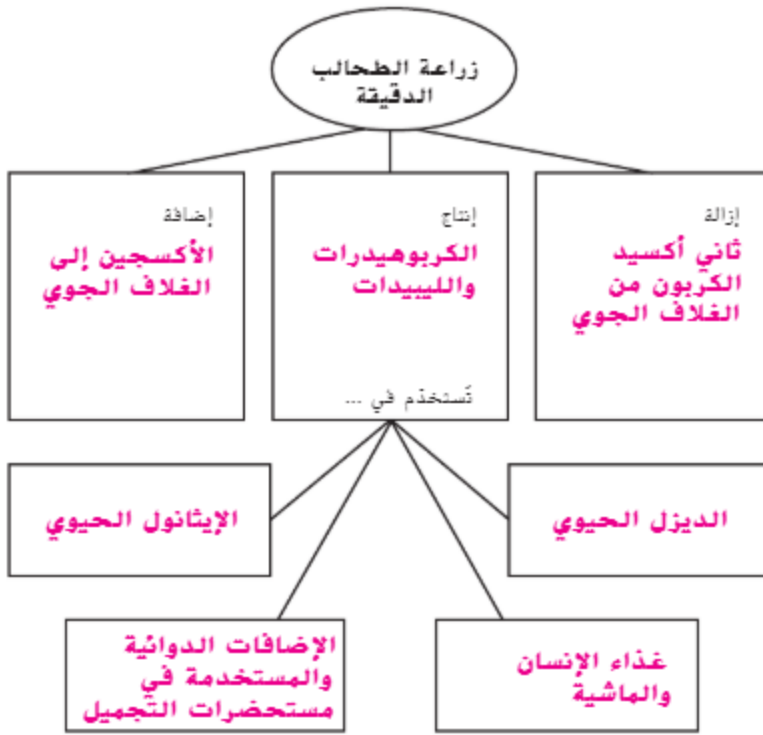 زراعة الطحالب
الدقيقة
إزالة
ثاني أكسيد
الكربون من
الغلاف الجوي
إنتاج
الكربوهيدرات
والليبيدات
تُستخدَم في ...
إضافة
الأكسجين إلى
الغلاف الجوي
الديزل الحيوي
الإيثانول الحيوي
غذاء الإنسان
والماشية
الإضافات الدوائية
والمستخدمة في
مستحضرات التجميل